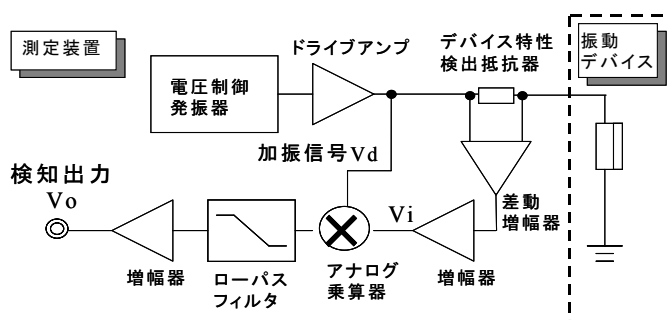 測定装置
ドライブアンプ
デバイス特性
検出抵抗器
振動
デバイス
電圧制御
発振器
加振信号Vd
検知出力
Vo
Vi
差動
増幅器
増幅器
ローパス
フィルタ
アナログ
乗算器
増幅器